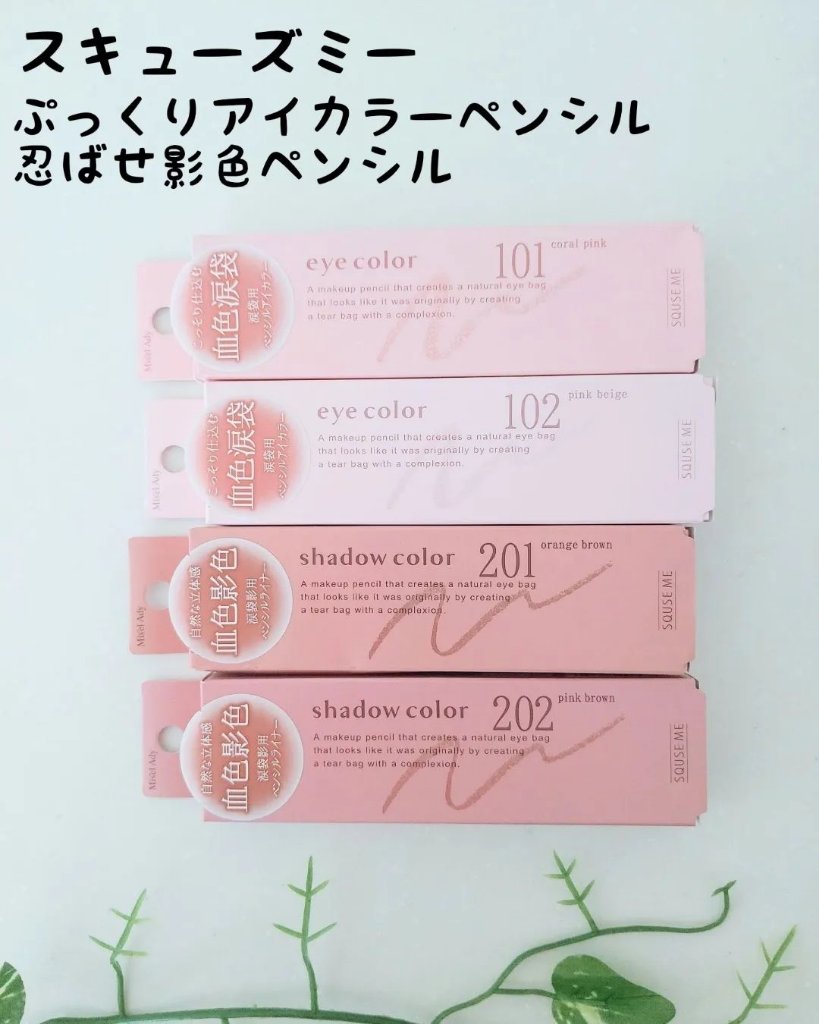 スキューズミー
ぷっくりアイカラーペンシル
忍ばせ影色ペンシル
Mixel Ady
こっそり仕込む
血色涙袋
涙袋用
ペンシルアイカラー
eye color
101
coral pink
A makeup pencil that creates a natural eye bag
that looks like it was originally by creating
a tear bag with a complexion.
SQUSE ME
Mixel Ady
こっそり仕込む
血色涙袋
涙袋用
ペンシルアイカラー
eye color
102
pink beige
A makeup pencil that creates a natural eye bag
that looks like it was originally by creating
a tear bag with a complexion.
SQUSE ME
Mixel Ady
自然な立体感
血色影色
涙袋影用
ペンシルライナー
shadow color
201
orange brown
A makeup pencil that creates a natural eye bag
that looks like it was originally by creating
a tear bag with a complexion.
SQUSE ME
Mixel Ady
自然な立体感
血色影色
涙袋影用
ペンシルライナー
shadow color
202
pink brown
A makeup pencil that creates a natural eye bag
that looks like it was originally by creating
a tear bag with a complexion.
SQUSE ME